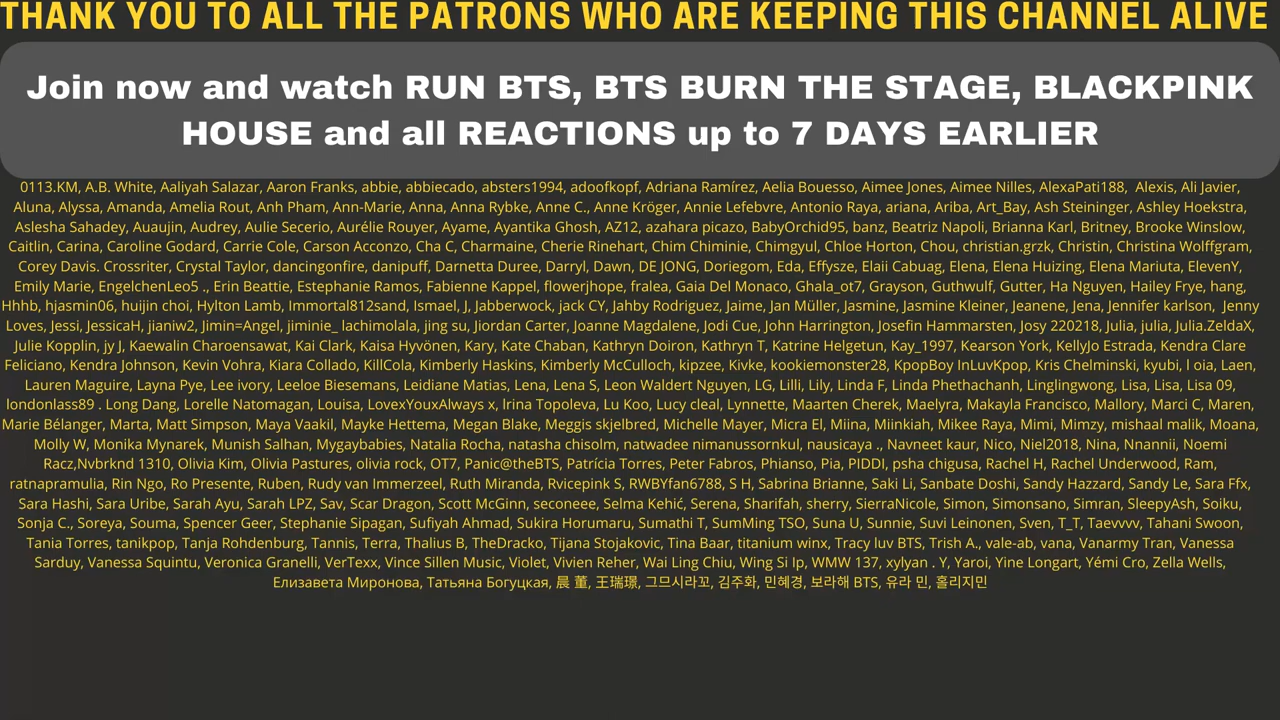 THANK YOU TO ALL THE PATRONS WHO ARE KEEPING THIS CHANNEL ALIVE
Join now and watch RUN BTS, BTS BURN THE STAGE, BLACKPINK
HOUSE and all REACTIONS up to 7 DAYS EARLIER
0113.KM, A.B. White, Aaliyah Salazar, Aaron Franks, abbie, abbiecado, absters1994, adoofkopf, Adriana Ramírez, Aelia Bouesso, Aimee Jones, Aimee Nilles, AlexaPati188, Alexis, Ali Javier,
Aluna, Alyssa, Amanda, Amelia Rout, Anh Pham, Ann-Marie, Anna, Anna Rybke, Anne C., Anne Kröger, Annie Lefebvre, Antonio Raya, ariana, Ariba, Art_Bay, Ash Steininger, Ashley Hoekstra,
Aslesha Sahadey, Auaujin, Audrey, Aulie Secerio, Aurélie Rouyer, Ayame, Ayantika Ghosh, AZ12, azahara picazo, BabyOrchid95, banz, Beatriz Napoli, Brianna Karl, Britney, Brooke Winslow,
Caitlin, Carina, Caroline Godard, Carrie Cole, Carson Acconzo, Cha C, Charmaine, Cherie Rinehart, Chim Chiminie, Chimgyul, Chloe Horton, Chou, christian.grzk, Christin, Christina Wolffgram,
Corey Davis. Crossriter, Crystal Taylor, dancingonfire, danipuff, Darnetta Duree, Darryl, Dawn, DE JONG, Doriegom, Eda, Effysze, Elaii Cabuag, Elena, Elena Huizing, Elena Mariuta, ElevenY,
Emily Marie, EngelchenLeo5 ., Erin Beattie, Estephanie Ramos, Fabienne Kappel, flowerjhope, fralea, Gaia Del Monaco, Ghala_ot7, Grayson, Guthwulf, Gutter, Ha Nguyen, Hailey Frye, hang,
Hhhb, hjasmin06, huijin choi, Hylton Lamb, Immortal812sand, Ismael, J, Jabberwock, jack CY, Jahby Rodriguez, Jaime, Jan Müller, Jasmine, Jasmine Kleiner, Jeanene, Jena, Jennifer karlson, Jenny
Loves, Jessi, JessicaH, jianiw2, Jimin=Angel, jiminie_ lachimolala, jing su, Jiordan Carter, Joanne Magdalene, Jodi Cue, John Harrington, Josefin Hammarsten, Josy 220218, Julia, julia, Julia.ZeldaX,
Julie Kopplin, jy J, Kaewalin Charoensawat, Kai Clark, Kaisa Hyvönen, Kary, Kate Chaban, Kathryn Doiron, Kathryn T, Katrine Helgetun, Kay_1997, Kearson York, KellyJo Estrada, Kendra Clare
Feliciano, Kendra Johnson, Kevin Vohra, Kiara Collado, KillCola, Kimberly Haskins, Kimberly McCulloch, kipzee, Kivke, kookiemonster28, KpopBoy InLuvKpop, Kris Chelminski, kyubi, l oia, Laen,
Lauren Maguire, Layna Pye, Lee ivory, Leeloe Biesemans, Leidiane Matias, Lena, Lena S, Leon Waldert Nguyen, LG, Lilli, Lily, Linda F, Linda Phethachanh, Linglingwong, Lisa, Lisa, Lisa 09,
londonlass89 . Long Dang, Lorelle Natomagan, Louisa, LovexYouxAlways x, lrina Topoleva, Lu Koo, Lucy cleal, Lynnette, Maarten Cherek, Maelyra, Makayla Francisco, Mallory, Marci C, Maren,
Marie Bélanger, Marta, Matt Simpson, Maya Vaakil, Mayke Hettema, Megan Blake, Meggis skjelbred, Michelle Mayer, Micra El, Miina, Miinkiah, Mikee Raya, Mimi, Mimzy, mishaal malik, Moana,
Molly W, Monika Mynarek, Munish Salhan, Mygaybabies, Natalia Rocha, natasha chisolm, natwadee nimanussornkul, nausicaya ., Navneet kaur, Nico, Niel2018, Nina, Nnannii, Noemi
Racz,Nvbrknd 1310, Olivia Kim, Olivia Pastures, olivia rock, OT7, Panic@theBTS, Patrícia Torres, Peter Fabros, Phianso, Pia, PIDDI, psha chigusa, Rachel H, Rachel Underwood, Ram,
ratnapramulia, Rin Ngo, Ro Presente, Ruben, Rudy van Immerzeel, Ruth Miranda, Rvicepink S, RWBYfan6788, S H, Sabrina Brianne, Saki Li, Sanbate Doshi, Sandy Hazzard, Sandy Le, Sara Ffx,
Sara Hashi, Sara Uribe, Sarah Ayu, Sarah LPZ, Sav, Scar Dragon, Scott McGinn, seconeee, Selma Kehić, Serena, Sharifah, sherry, SierraNicole, Simon, Simonsano, Simran, SleepyAsh, Soiku,
Sonja C., Soreya, Souma, Spencer Geer, Stephanie Sipagan, Sufiyah Ahmad, Sukira Horumaru, Sumathi T, SumMing TSO, Suna U, Sunnie, Suvi Leinonen, Sven, T_T, Taevvvv, Tahani Swoon,
Tania Torres, tanikpop, Tanja Rohdenburg, Tannis, Terra, Thalius B, TheDracko, Tijana Stojakovic, Tina Baar, titanium winx, Tracy luv BTS, Trish A., vale-ab, vana, Vanarmy Tran, Vanessa
Sarduy, Vanessa Squintu, Veronica Granelli, VerTexx, Vince Sillen Music, Violet, Vivien Reher, Wai Ling Chiu, Wing Si Ip, WMW 137, xylyan . Y, Yaroi, Yine Longart, Yémi Cro, Zella Wells,
Елизавета Миронова, Татьяна Богуцкая, 晨 董, 王瑞璟, 그므시라꼬, 김주화, 민혜경, 보라해 BTS, 유라 민, 홀리지민